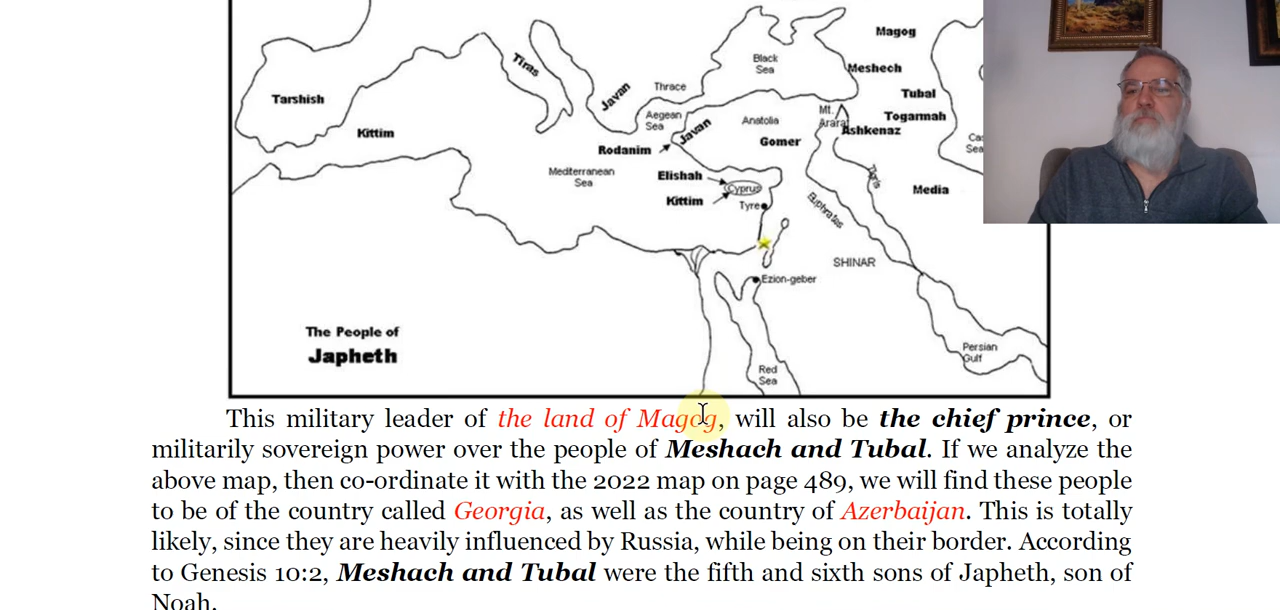 Magog
Black
Sea
Meshech
Tiras
Javan
Thrace
Tubal
Tarshish
Mt.
Ararat
Togarmah
Aegean
Sea
Javan
Anatolia
Ashkenaz
Kittim
Gomer
Rodanim
Sea
Mediterranean
Sea
Elishah
Cyprus
Tigris
Media
Kittim
Tyre
Euphrates
SHINAR
Ezion-geber
The People of
Japheth
Persian
Gulf
Red
Sea
This military leader of the land of Magog, will also be the chief prince, or
militarily sovereign power over the people of Meshach and Tubal. If we analyze the
above map, then co-ordinate it with the 2022 map on page 489, we will find these people
to be of the country called Georgia, as well as the country of Azerbaijan. This is totally
likely, since they are heavily influenced by Russia, while being on their border. According
to Genesis 10:2, Meshach and Tubal were the fifth and sixth sons of Japheth, son of
Noah.